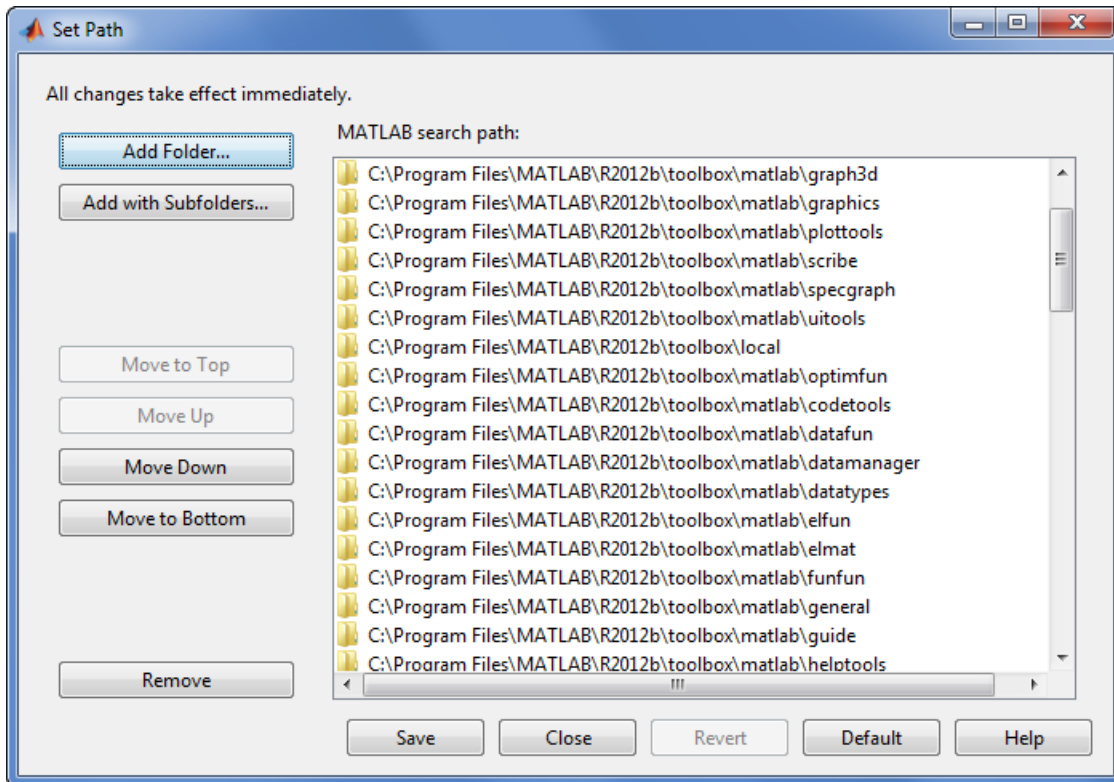 Set Path
All changes take effect immediately.
Add Folder...
Add with Subfolders...
Move to Top
Move Up
Move Down
Move to Bottom
Remove
MATLAB search path:
C:\Program Files\MATLAB\R2012b\toolbox\matlab\graph3d
C:\Program Files\MATLAB\R2012b\toolbox\matlab\graphics
C:\Program Files\MATLAB\R2012b\toolbox\matlab\plottools
C:\Program Files\MATLAB\R2012b\toolbox\matlab\scribe
C:\Program Files\MATLAB\R2012b\toolbox\matlab\specgraph
C:\Program Files\MATLAB\R2012b\toolbox\matlab\uitools
C:\Program Files\MATLAB\R2012b\toolbox\local
C:\Program Files\MATLAB\R2012b\toolbox\matlab\optimfun
C:\Program Files\MATLAB\R2012b\toolbox\matlab\codetools
C:\Program Files\MATLAB\R2012b\toolbox\matlab\datafun
C:\Program Files\MATLAB\R2012b\toolbox\matlab\datamanager
C:\Program Files\MATLAB\R2012b\toolbox\matlab\datatypes
C:\Program Files\MATLAB\R2012b\toolbox\matlab\elfun
C:\Program Files\MATLAB\R2012b\toolbox\matlab\elmat
C:\Program Files\MATLAB\R2012b\toolbox\matlab\funfun
C:\Program Files\MATLAB\R2012b\toolbox\matlab\general
C:\Program Files\MATLAB\R2012b\toolbox\matlab\guide
C:\Program Files\MATLAB\R2012b\toolbox\matlab\helptools
Save
Close
Revert
Default
Help